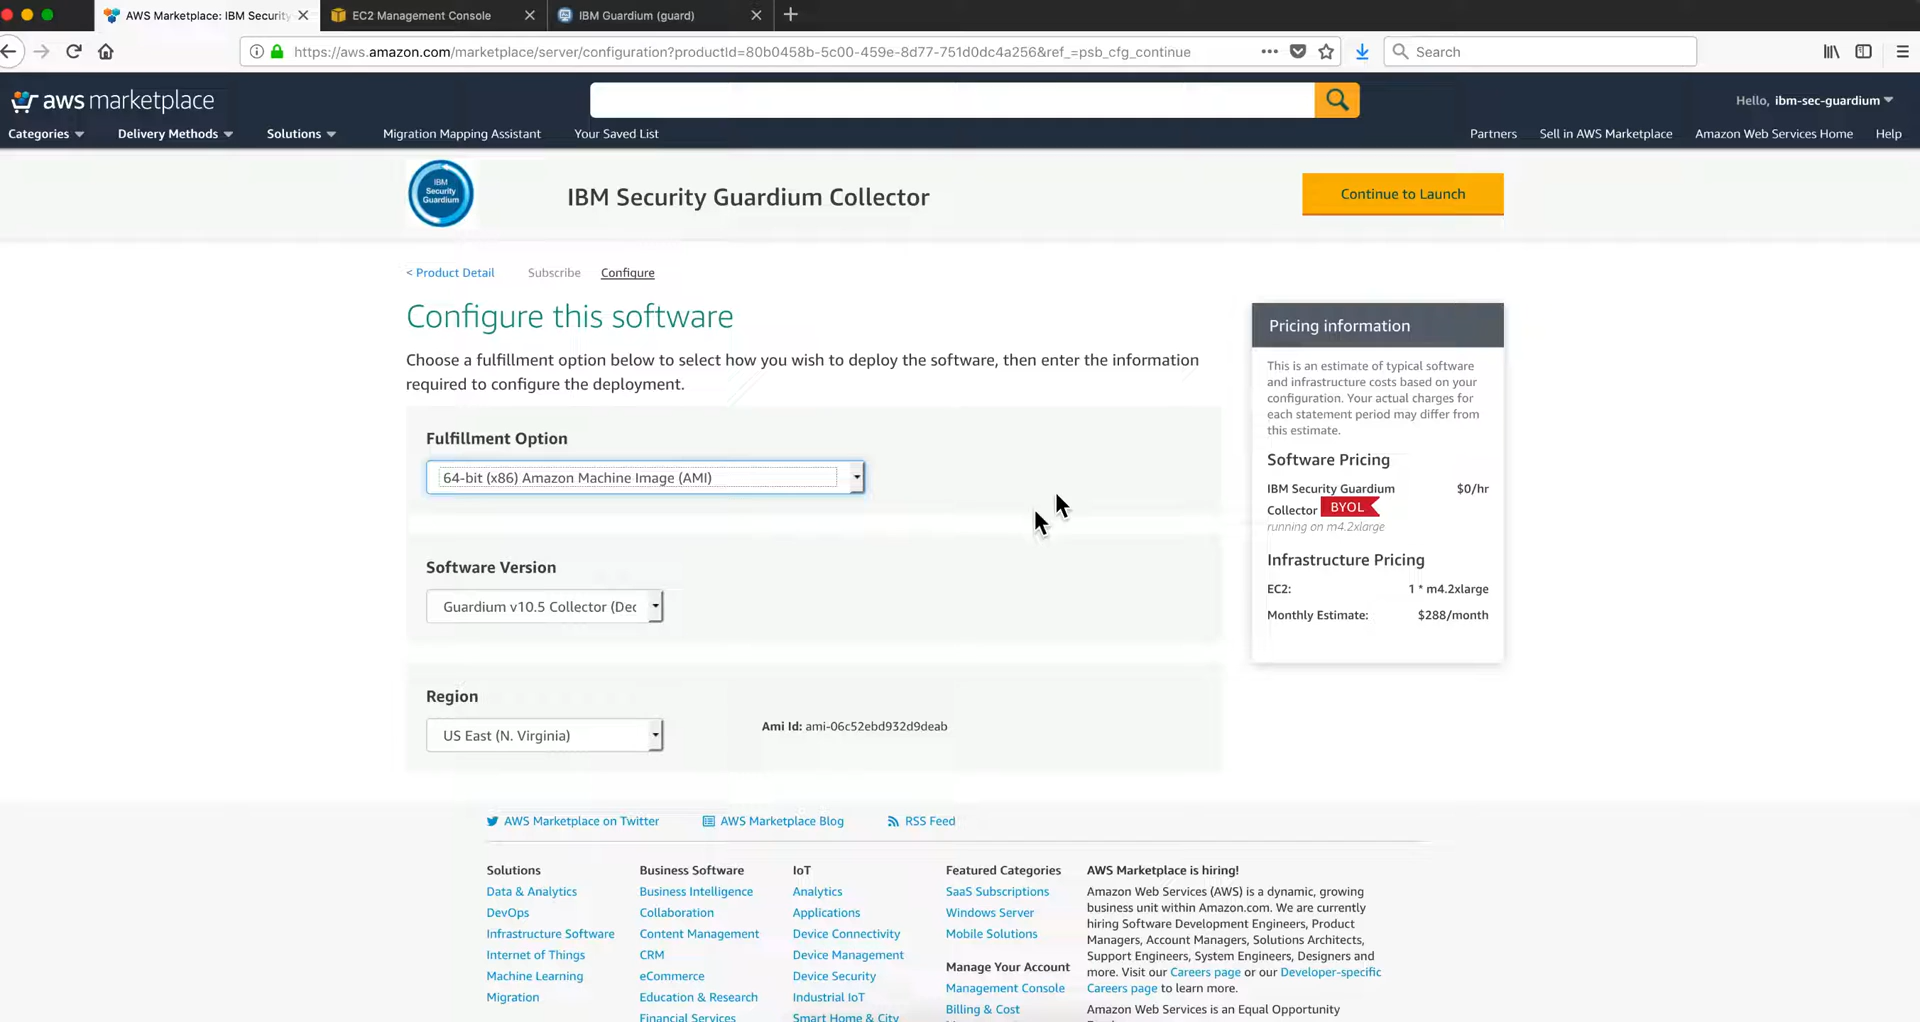 AWS Marketplace: IBM Security
EC2 Management Console
IBM Guardium (guard)
https://aws.amazon.com/marketplace/server/configuration?productId=80b0458b-5c00-459e-8d77-751d0dc4a256&ref_=psb_cfg_continue
Search
aws marketplace
Hello, ibm-sec-guardium
Categories
Delivery Methods
Solutions
Migration Mapping Assistant
Your Saved List
Partners
Sell in AWS Marketplace
Amazon Web Services Home
Help
IBM
Security
Guardium
IBM Security Guardium Collector
Continue to Launch
< Product Detail
Subscribe
Configure
Configure this software
Choose a fulfillment option below to select how you wish to deploy the software, then enter the information
required to configure the deployment.
Fulfillment Option
64-bit (x86) Amazon Machine Image (AMI)
Software Version
Guardium v10.5 Collector (Dec
Region
US East (N. Virginia)
Ami Id: ami-06c52ebd932d9deab
Pricing information
This is an estimate of typical software
and infrastructure costs based on your
configuration. Your actual charges for
each statement period may differ from
this estimate.
Software Pricing
IBM Security Guardium $0/hr
Collector BYOL
running on m4.2xlarge
Infrastructure Pricing
EC2: 1 * m4.2xlarge
Monthly Estimate: $288/month
AWS Marketplace on Twitter
AWS Marketplace Blog
RSS Feed
Solutions
Data & Analytics
DevOps
Infrastructure Software
Internet of Things
Machine Learning
Migration
Business Software
Business Intelligence
Collaboration
Content Management
CRM
eCommerce
Education & Research
Financial Services
IoT
Analytics
Applications
Device Connectivity
Device Management
Device Security
Industrial IoT
Smart Home & City
Featured Categories
SaaS Subscriptions
Windows Server
Mobile Solutions
Manage Your Account
Management Console
Billing & Cost
AWS Marketplace is hiring!
Amazon Web Services (AWS) is a dynamic, growing
business unit within Amazon.com. We are currently
hiring Software Development Engineers, Product
Managers, Account Managers, Solutions Architects,
Support Engineers, System Engineers, Designers and
more. Visit our Careers page or our Developer-specific
Careers page to learn more.
Amazon Web Services is an Equal Opportunity